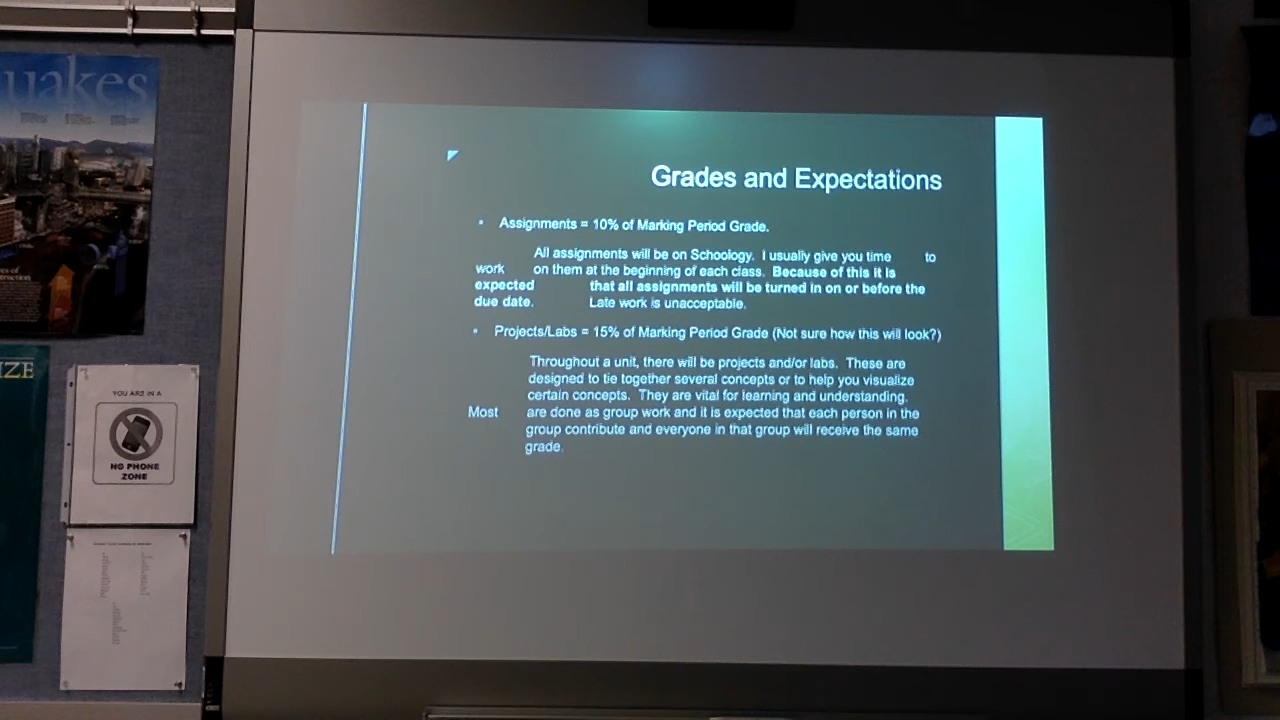 uakes
IZE
YOU ARE IN A
NO PHONE
ZONE
Grades and Expectations
Assignments = 10% of Marking Period Grade.
All assignments will be on Schoology. I usually give you time to
work on them at the beginning of each class. Because of this it is
expected that all assignments will be turned in on or before the
due date. Late work is unacceptable.
Projects/Labs = 15% of Marking Period Grade (Not sure how this will look?)
Throughout a unit, there will be projects and/or labs. These are
designed to tie together several concepts or to help you visualize
certain concepts. They are vital for learning and understanding.
Most are done as group work and it is expected that each person in the
group contribute and everyone in that group will receive the same
grade.